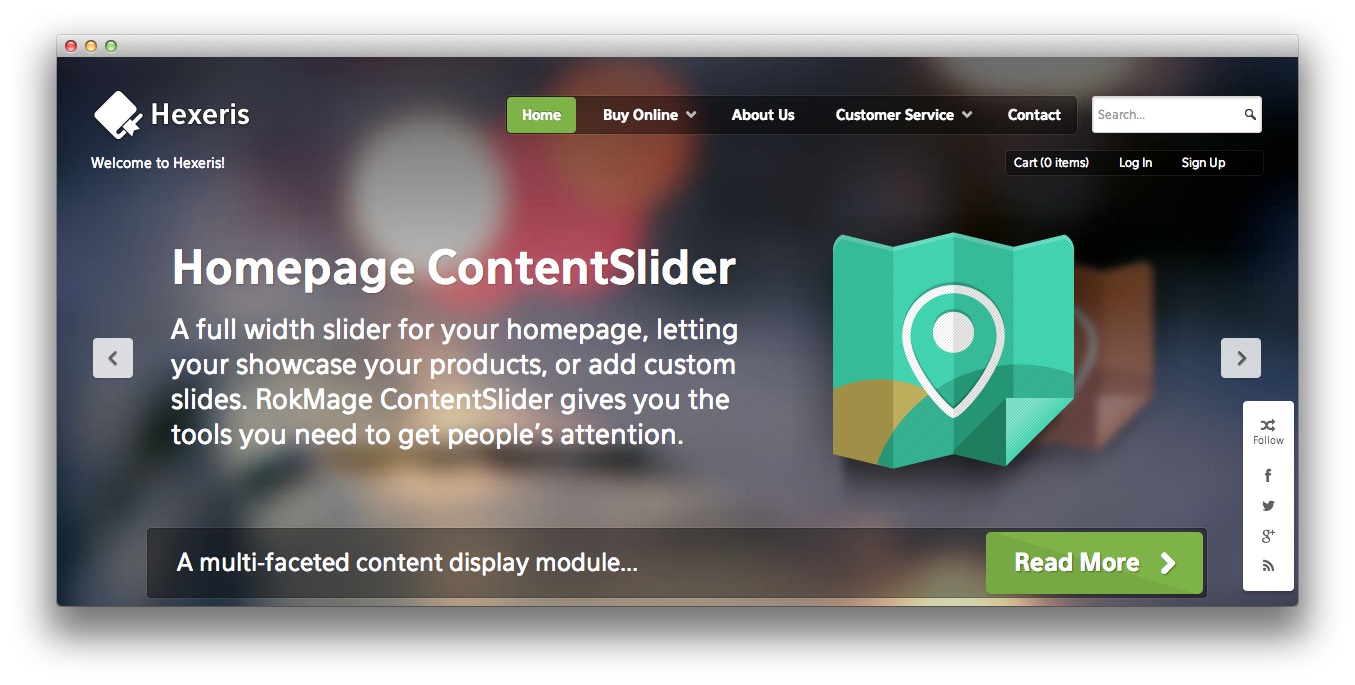 Hexeris
Home Buy Online About Us Customer Service Contact
Search...
Welcome to Hexeris!
Cart (0 items) Log In Sign Up
Homepage ContentSlider
A full width slider for your homepage, letting
your showcase your products, or add custom
slides. RokMage ContentSlider gives you the
tools you need to get people's attention.
Follow
g+
A multi-faceted content display module...
Read More